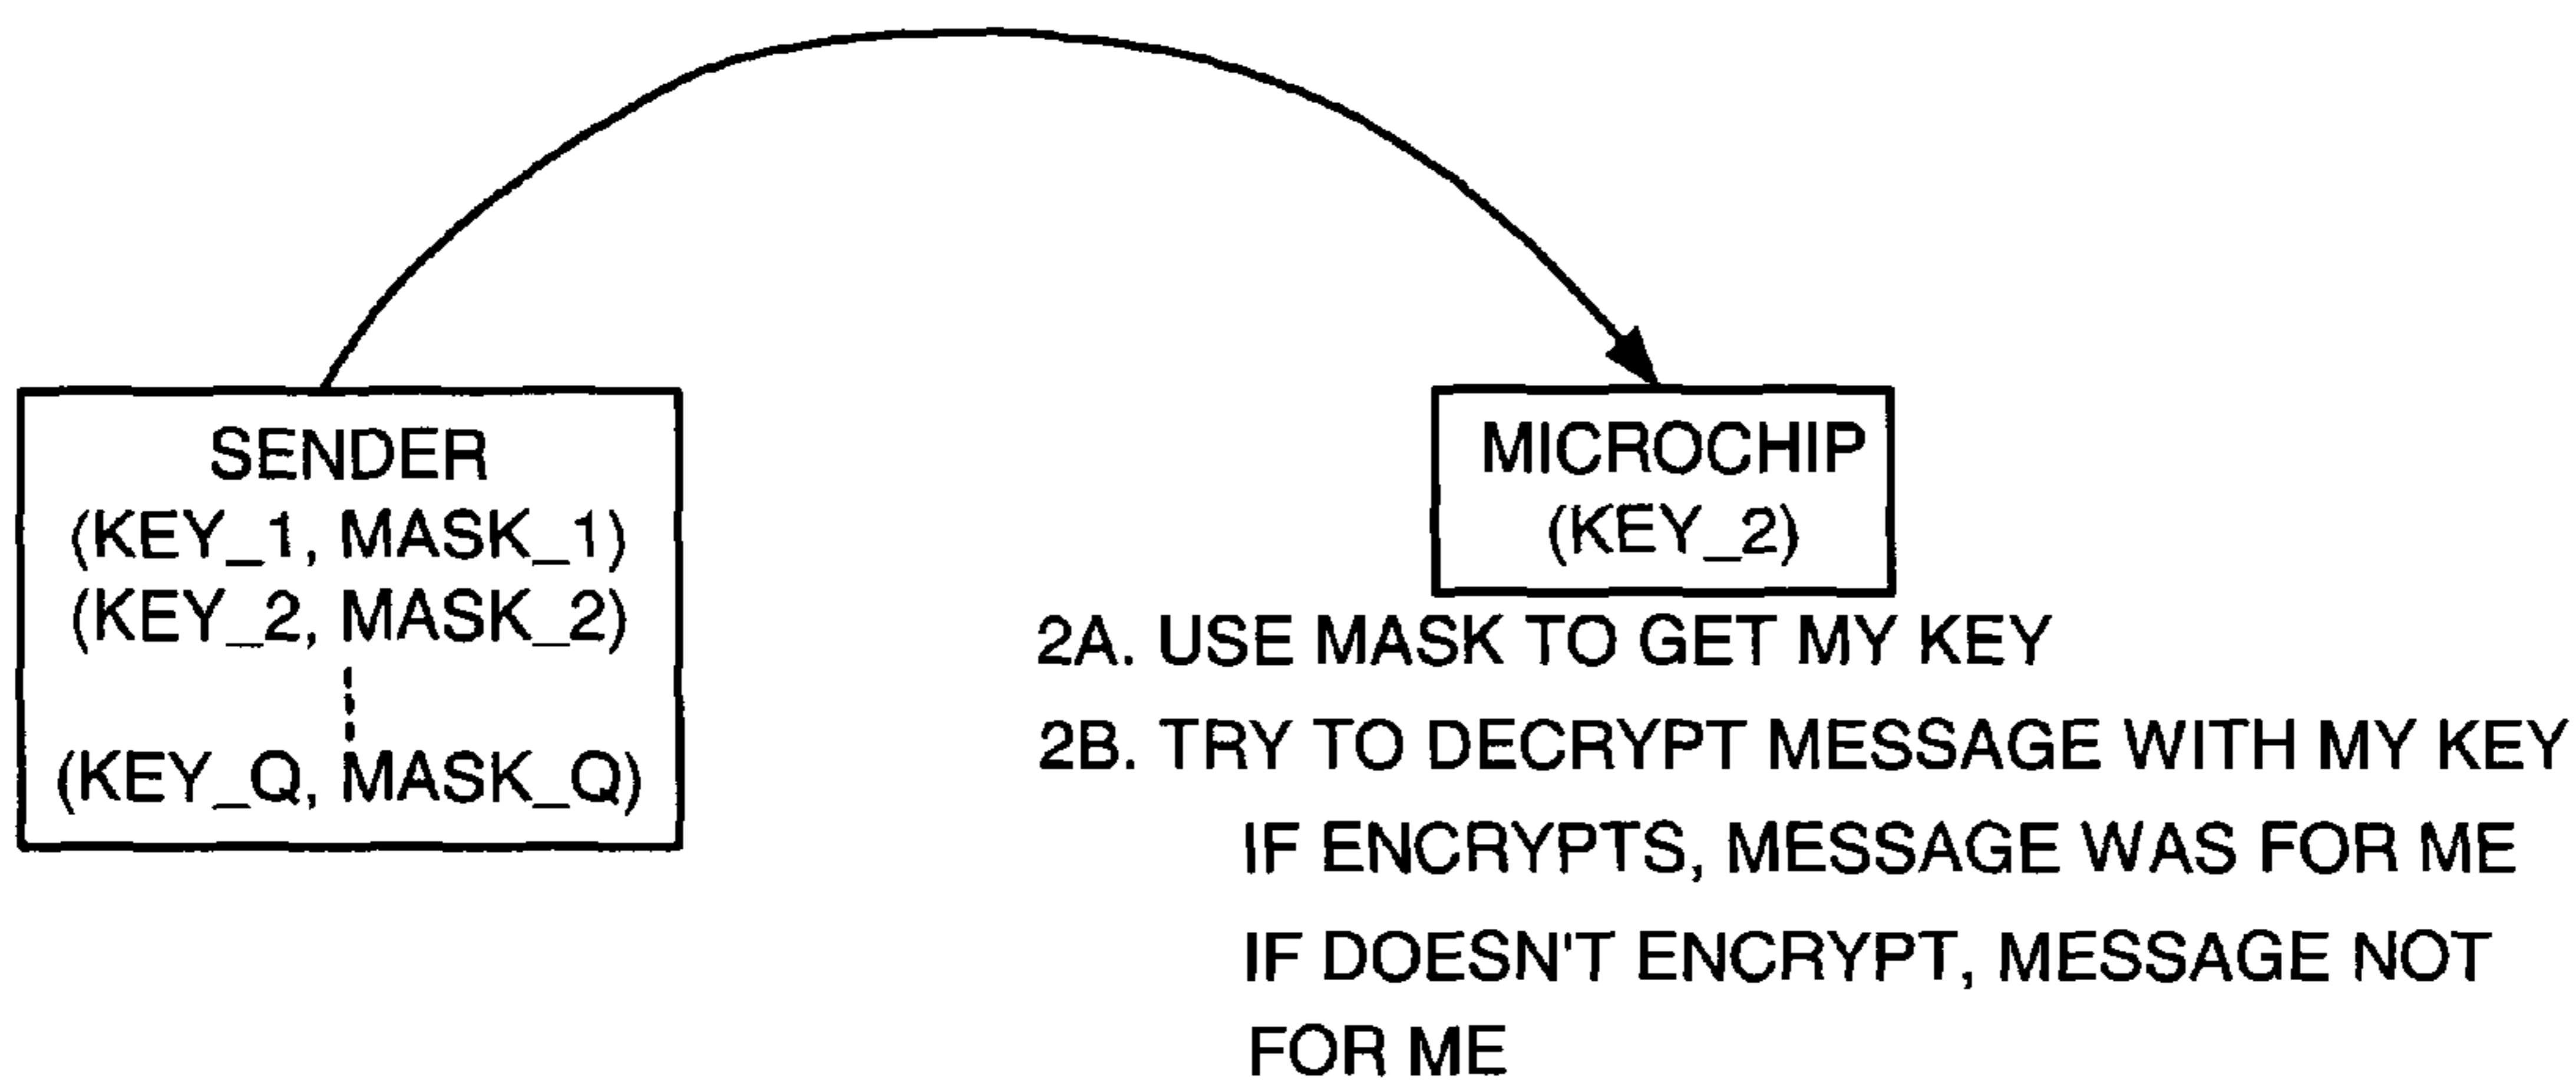 SENDER
(KEY_1, MASK_1)
(KEY_2, MASK_2)
(KEY_Q, MASK_Q)
MICROCHIP
(KEY_2)
2A. USE MASK TO GET MY KEY
2B. TRY TO DECRYPT MESSAGE WITH MY KEY
IF ENCRYPTS, MESSAGE WAS FOR ME
IF DOESN'T ENCRYPT, MESSAGE NOT
FOR ME